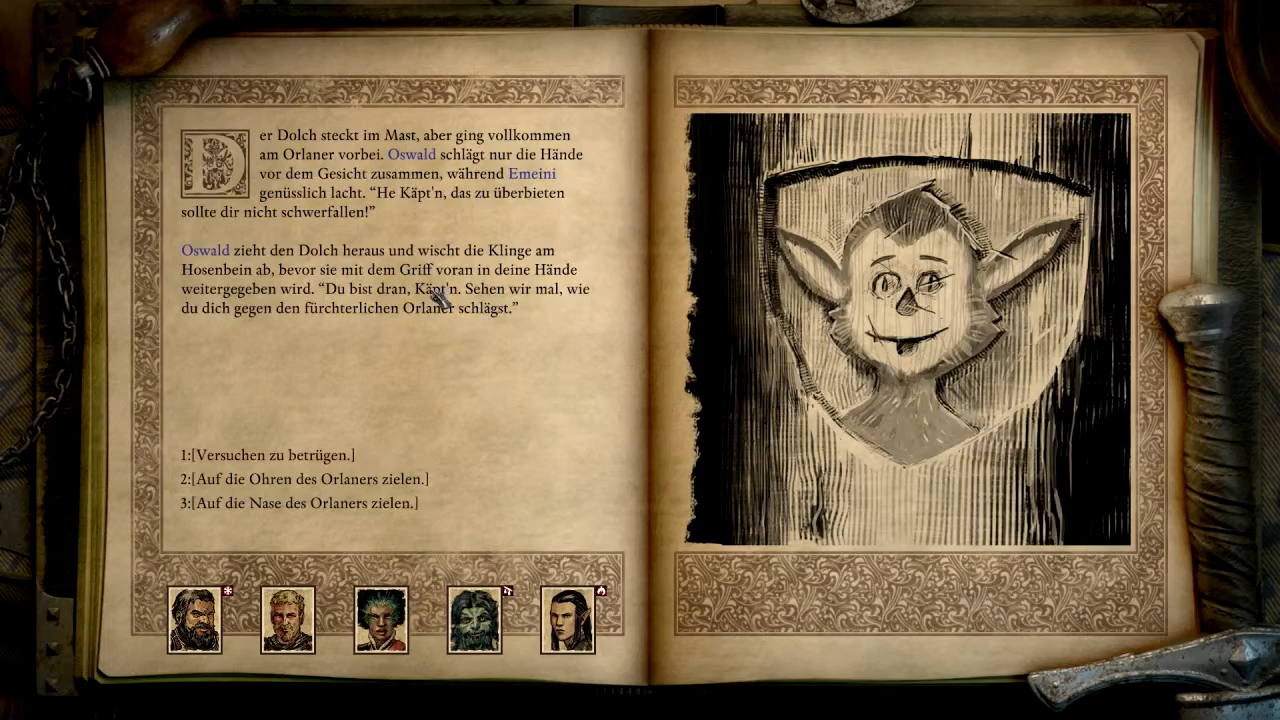 Der Dolch steckt im Mast, aber ging vollkommen
am Orlaner vorbei. Oswald schlägt nur die Hände
vor dem Gesicht zusammen, während Emeini
genüsslich lacht. “He Käpt'n, das zu überbieten
sollte dir nicht schwerfallen!”
Oswald zieht den Dolch heraus und wischt die Klinge am
Hosenbein ab, bevor sie mit dem Griff voran in deine Hände
weitergegeben wird. “Du bist dran, Käpt'n. Sehen wir mal, wie
du dich gegen den fürchterlichen Orlaner schlägst.”
1:[Versuchen zu betrügen.]
2:[Auf die Ohren des Orlaners zielen.]
3:[Auf die Nase des Orlaners zielen.]